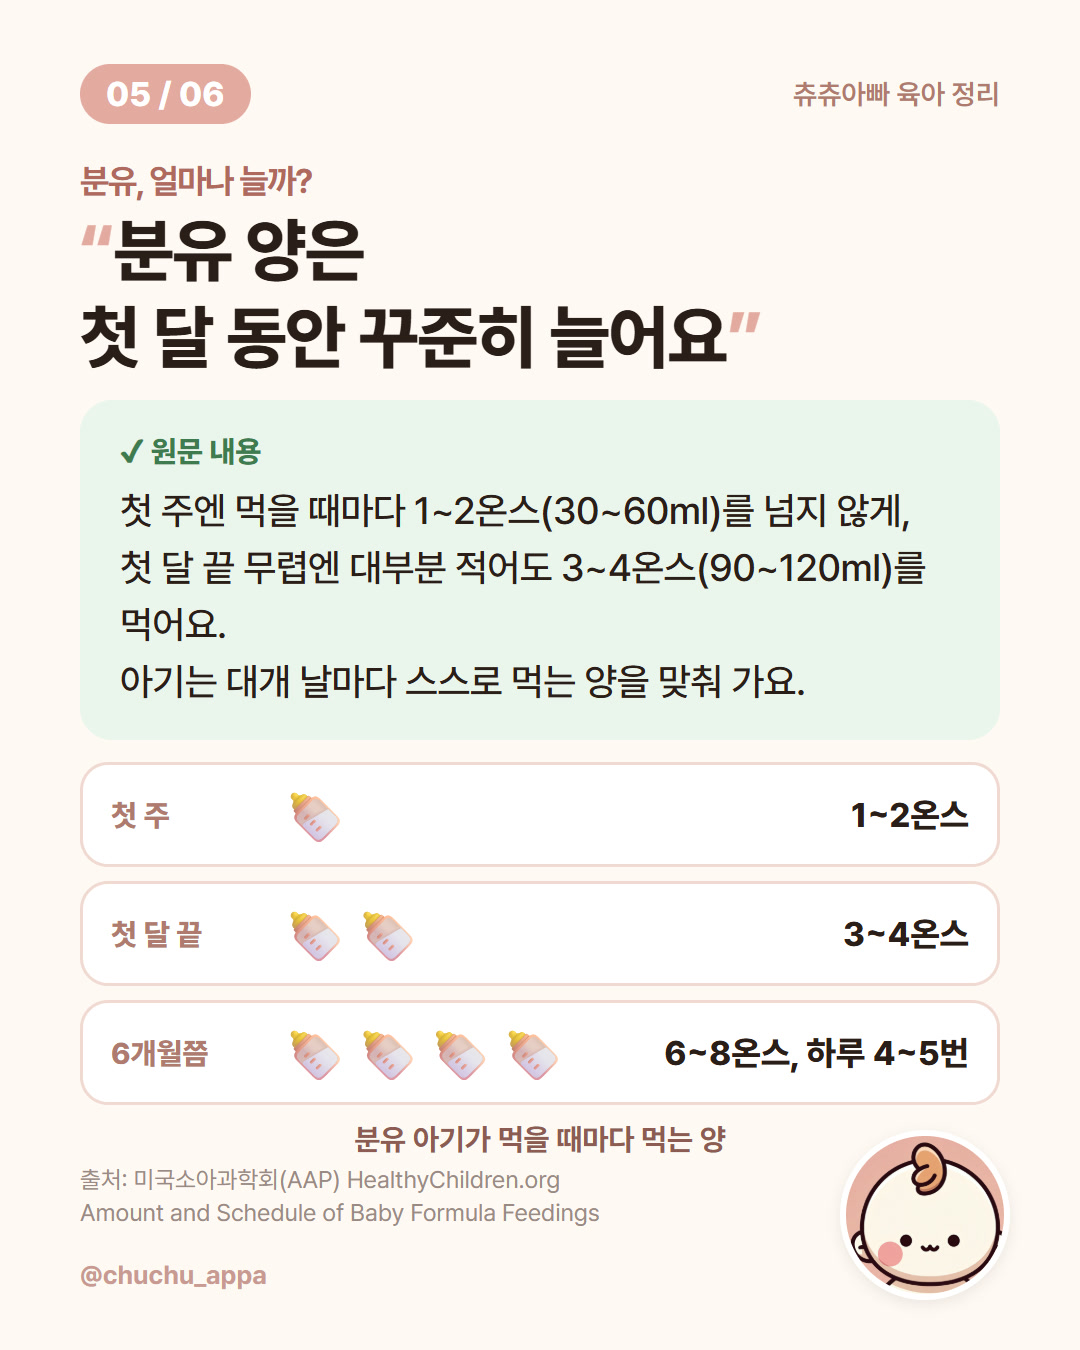 05 / 06
츄츄아빠 육아 정리
분유, 얼마나 늘까?
“분유 양은
첫 달 동안 꾸준히 늘어요”
✓ 원문 내용
첫 주엔 먹을 때마다 1~2온스(30~60ml)를 넘지 않게,
첫 달 끝 무렵엔 대부분 적어도 3~4온스(90~120ml)를
먹어요.
아기는 대개 날마다 스스로 먹는 양을 맞춰 가요.
첫 주 1~2온스
첫 달 끝 3~4온스
6개월쯤 6~8온스, 하루 4~5번
분유 아기가 먹을 때마다 먹는 양
출처: 미국소아과학회(AAP) HealthyChildren.org
Amount and Schedule of Baby Formula Feedings
@chuchu_appa